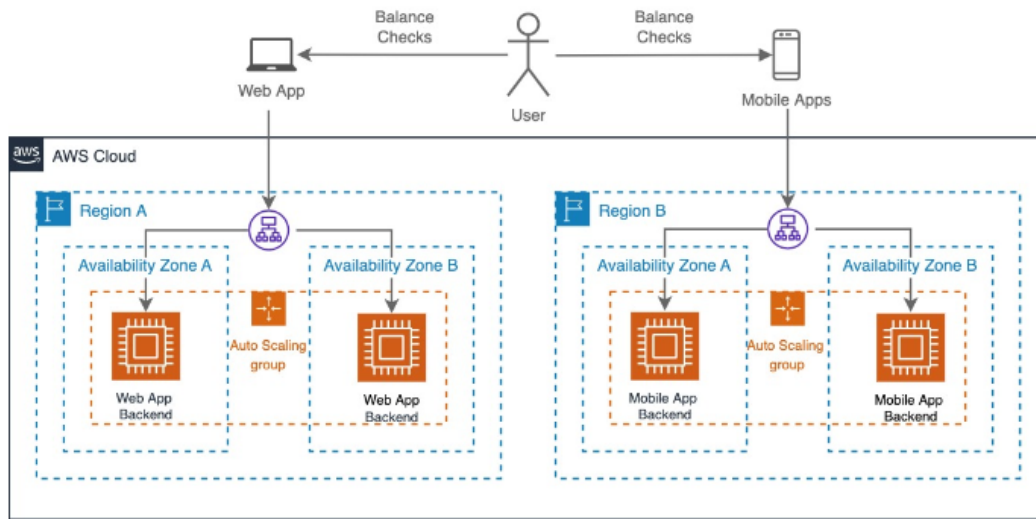 Balance
Checks
Balance
Checks
Web App
User
Mobile Apps
aws
AWS Cloud
Region A
Availability Zone A
Availability Zone B
Auto Scaling
group
Web App
Backend
Web App
Backend
Region B
Availability Zone A
Availability Zone B
Auto Scaling
group
Mobile App
Backend
Mobile App
Backend